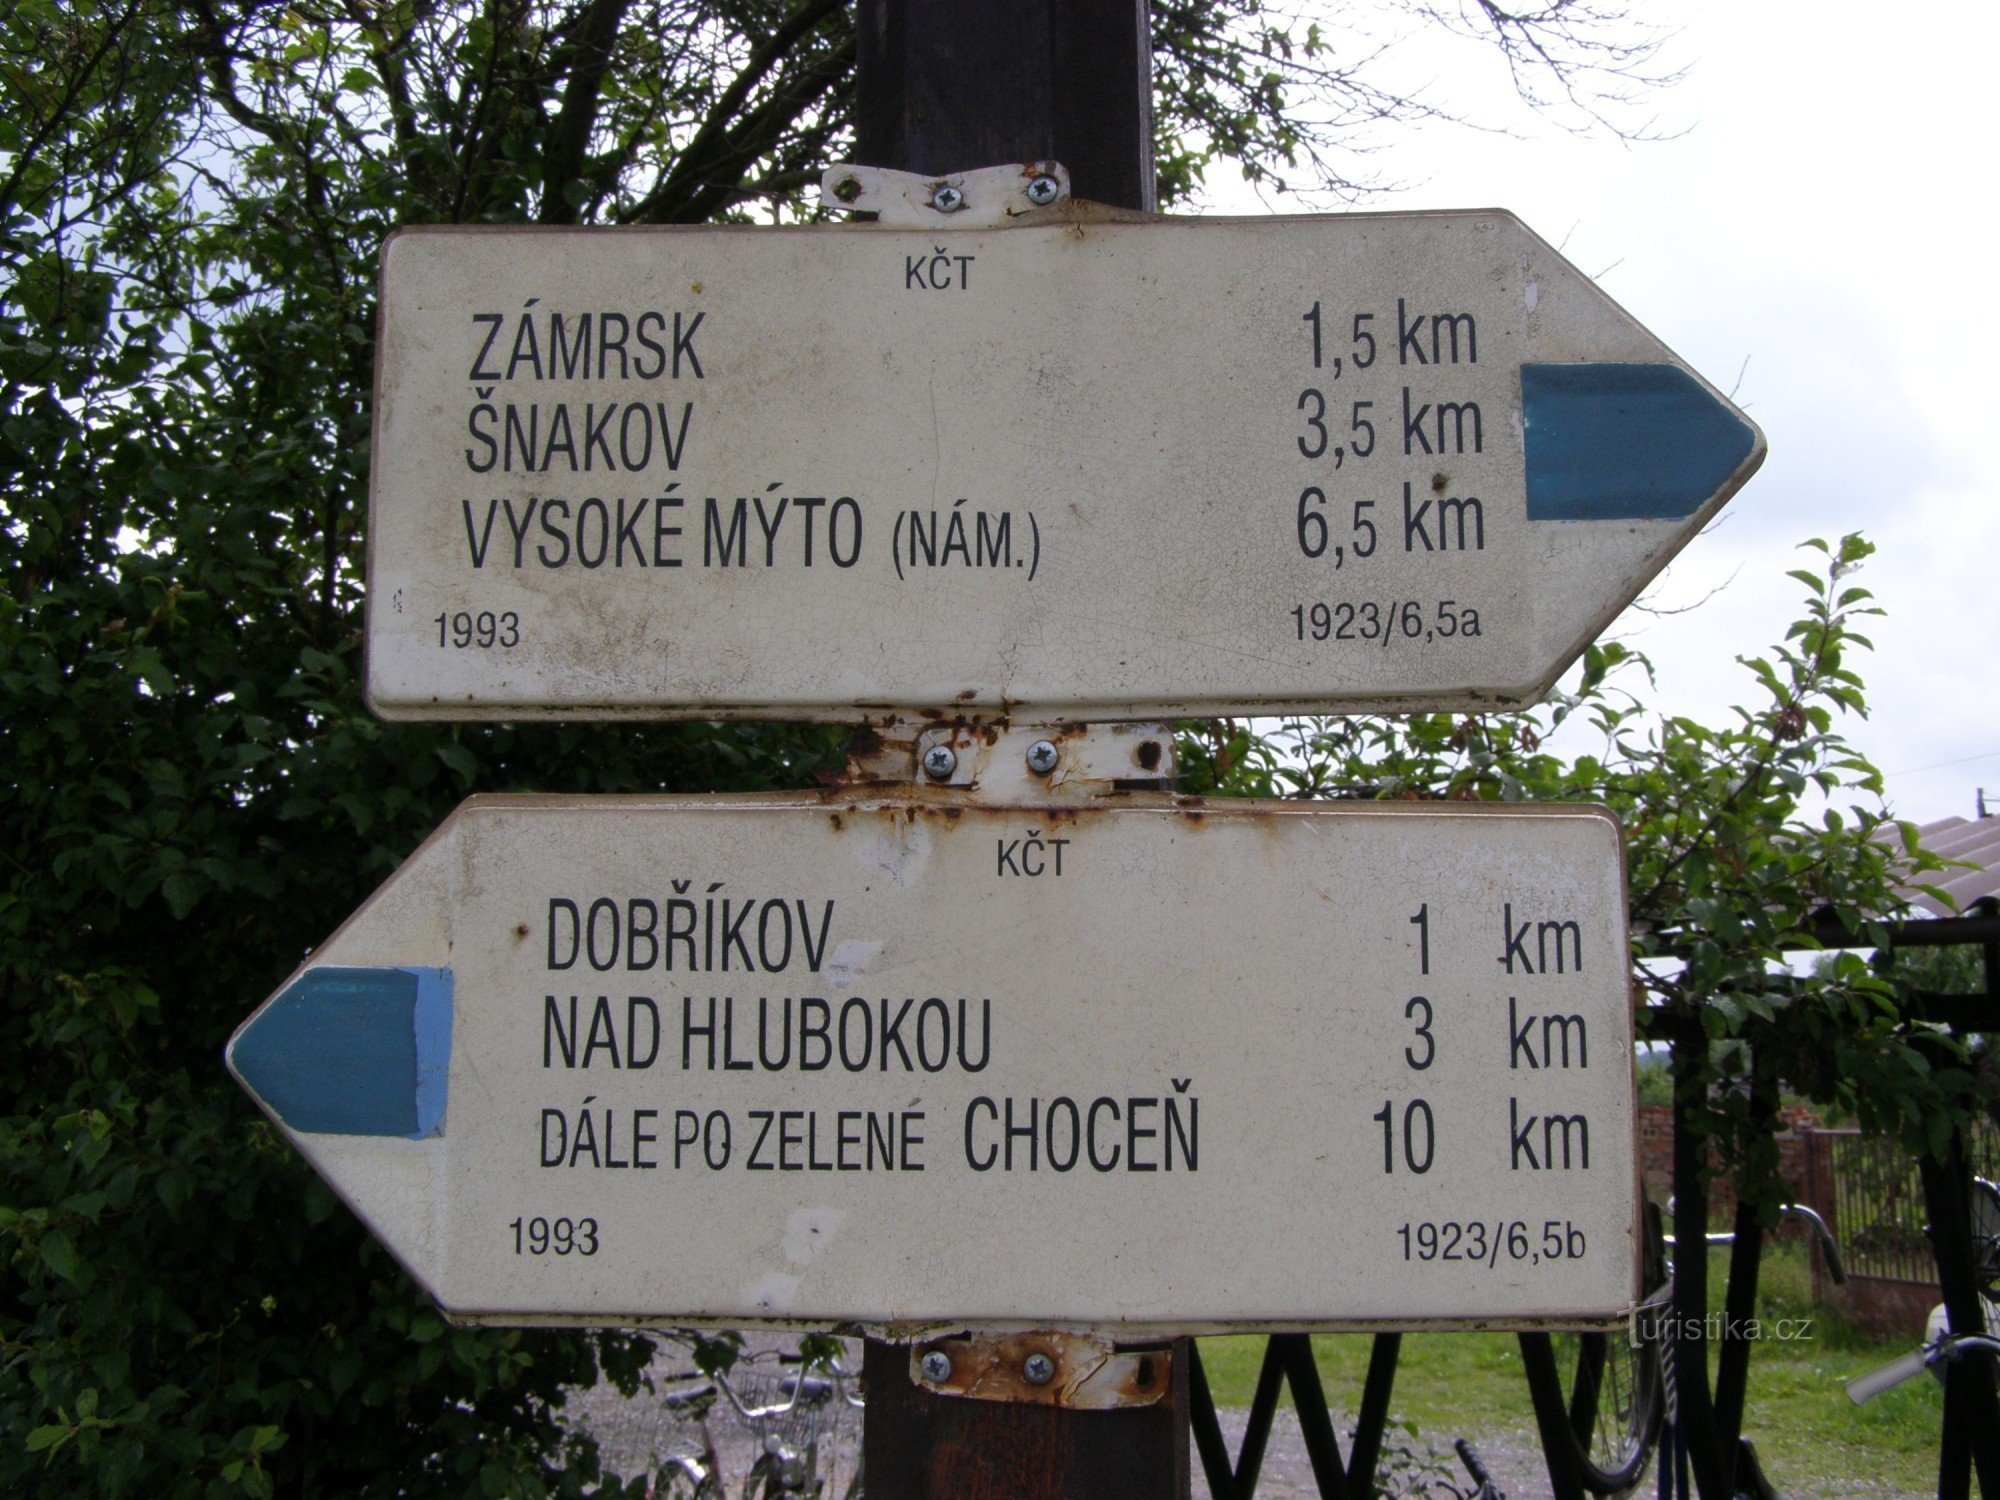 KČT
ZÁMRSK 1,5 km
ŠNAKOV 3,5 km
VYSOKÉ MÝTO (NÁM.) 6,5 km
1993 1923/6,5a
KČT
DOBŘÍKOV 1 km
NAD HLUBOKOU 3 km
DÁLE PO ZELENÉ CHOCEŇ 10 km
1993 1923/6,5b
Turistika.cz